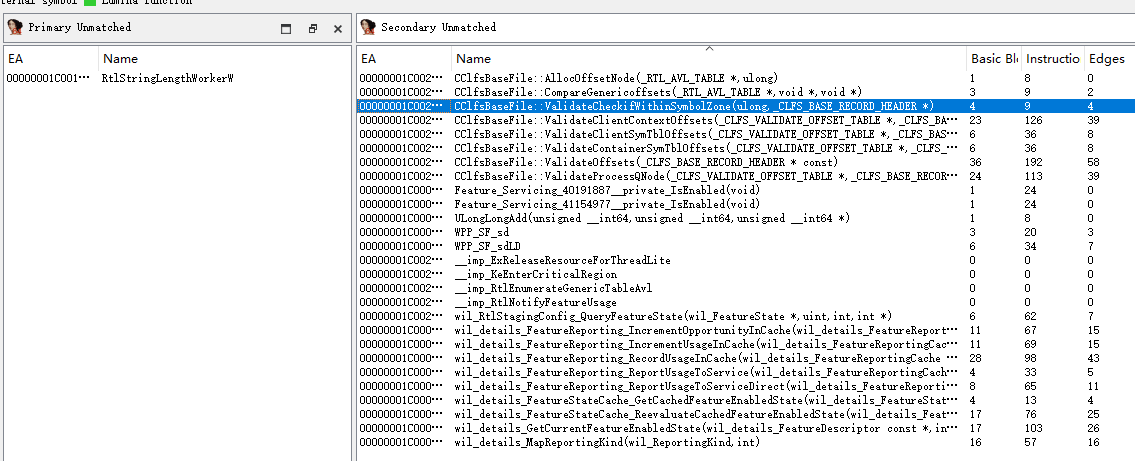 ternal symbol Lumina function
Primary Unmatched
EA Name
00000001C001··· RtlStringLengthWorkerW
Secondary Unmatched
EA Name Basic Blo Instructio Edges
00000001C002··· CClfsBaseFile::AllocOffsetNode(_RTL_AVL_TABLE *,ulong) 1 8 0
00000001C002··· CClfsBaseFile::CompareGenericoffsets(_RTL_AVL_TABLE *,void *,void *) 3 9 2
00000001C002··· CClfsBaseFile::ValidateCheckifWithinSymbolZone(ulong,_CLFS_BASE_RECORD_HEADER *) 4 9 4
00000001C002··· CClfsBaseFile::ValidateClientContextOffsets(_CLFS_VALIDATE_OFFSET_TABLE *,_CLFS_BAS··· 23 126 39
00000001C002··· CClfsBaseFile::ValidateClientSymTblOffsets(_CLFS_VALIDATE_OFFSET_TABLE *,_CLFS_BAS··· 6 36 8
00000001C002··· CClfsBaseFile::ValidateContainerSymTblOffsets(_CLFS_VALIDATE_OFFSET_TABLE *,_CLFS_··· 6 36 8
00000001C002··· CClfsBaseFile::ValidateOffsets(_CLFS_BASE_RECORD_HEADER * const) 36 192 58
00000001C002··· CClfsBaseFile::ValidateProcessQNode(_CLFS_VALIDATE_OFFSET_TABLE *,_CLFS_BASE_RECOR··· 24 113 39
00000001C000··· Feature_Servicing_40191887__private_IsEnabled(void) 1 24 0
00000001C000··· Feature_Servicing_41154977__private_IsEnabled(void) 1 24 0
00000001C000··· ULongLongAdd(unsigned __int64,unsigned __int64,unsigned __int64 *) 1 8 0
00000001C000··· WPP_SF_sd 3 20 3
00000001C000··· WPP_SF_sdLD 6 34 7
00000001C002··· __imp_ExReleaseResourceForThreadLite 0 0 0
00000001C002··· __imp_KeEnterCriticalRegion 0 0 0
00000001C002··· __imp_RtlEnumerateGenericTableAvl 0 0 0
00000001C002··· __imp_RtlNotifyFeatureUsage 0 0 0
00000001C000··· wil_RtlStagingConfig_QueryFeatureState(wil_FeatureState *,uint,int,int *) 6 62 7
00000001C000··· wil_details_FeatureReporting_IncrementOpportunityInCache(wil_details_FeatureReport··· 11 67 15
00000001C000··· wil_details_FeatureReporting_IncrementUsageInCache(wil_details_FeatureReportingCac··· 11 69 15
00000001C000··· wil_details_FeatureReporting_RecordUsageInCache(wil_details_FeatureReportingCache ··· 28 98 43
00000001C000··· wil_details_FeatureReporting_ReportUsageToService(wil_details_FeatureReportingCach··· 4 33 5
00000001C000··· wil_details_FeatureReporting_ReportUsageToServiceDirect(wil_details_FeatureReporti··· 8 65 11
00000001C000··· wil_details_FeatureStateCache_GetCachedFeatureEnabledState(wil_details_FeatureStat··· 4 13 4
00000001C000··· wil_details_FeatureStateCache_ReevaluateCachedFeatureEnabledState(wil_details_Feat··· 17 76 25
00000001C000··· wil_details_GetCurrentFeatureEnabledState(wil_details_FeatureDescriptor const *,in··· 17 103 26
00000001C000··· wil_details_MapReportingKind(wil_ReportingKind,int) 16 57 16